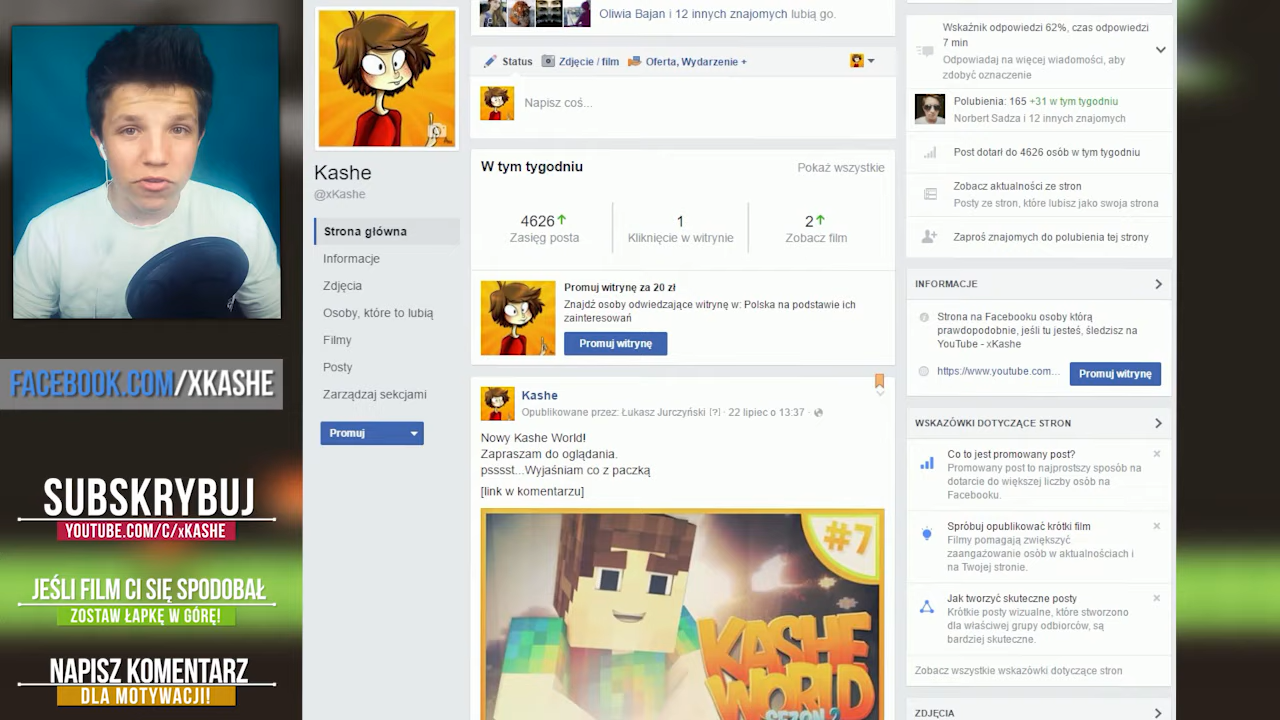 FACEBOOK.COM/XKASHE
SUBSKRYBUJ
YOUTUBE.COM/C/xKASHE
JEŚLI FILM CI SIĘ SPODOBAŁ
ZOSTAW ŁAPKĘ W GÓRĘ!
NAPISZ KOMENTARZ
DLA MOTYWACJI!
Kashe
@xKashe
Strona główna
Informacje
Zdjęcia
Osoby, które to lubią
Filmy
Posty
Zarządzaj sekcjami
Promuj
Oliwia Bajan i 12 innych znajomych lubią go.
Status
Zdjęcie / film
Oferta, Wydarzenie +
Napisz coś...
W tym tygodniu
Pokaż wszystkie
4626
Zasięg posta
1
Kliknięcie w witrynie
2
Zobacz film
Promuj witrynę za 20 zł
Znajdź osoby odwiedzające witrynę w: Polska na podstawie ich
zainteresowań
Promuj witrynę
Kashe
Opublikowane przez: Łukasz Jurczyński [?] · 22 lipiec o 13:37 ·
Nowy Kashe World!
Zapraszam do oglądania.
psssst...Wyjaśniam co z paczką
[link w komentarzu]
#7
KASHE
WORLD
SEZON 2
Wskaźnik odpowiedzi 62%, czas odpowiedzi
7 min
Odpowiadaj na więcej wiadomości, aby
zdobyć oznaczenie
Polubienia: 165 +31 w tym tygodniu
Norbert Sadza i 12 innych znajomych
Post dotarł do 4626 osób w tym tygodniu
Zobacz aktualności ze stron
Posty ze stron, które lubisz jako swoja strona
Zaproś znajomych do polubienia tej strony
INFORMACJE
Strona na Facebooku osoby którą
prawdopodobnie, jeśli tu jesteś, śledzisz na
YouTube - xKashe
https://www.youtube.com...
Promuj witrynę
WSKAZÓWKI DOTYCZĄCE STRON
Co to jest promowany post?
Promowany post to najprostszy sposób na
dotarcie do większej liczby osób na
Facebooku.
Spróbuj opublikować krótki film
Filmy pomagają zwiększyć
zaangażowanie osób w aktualnościach i
na Twojej stronie.
Jak tworzyć skuteczne posty
Krótkie posty wizualne, które stworzono
dla właściwej grupy odbiorców, są
bardziej skuteczne.
Zobacz wszystkie wskazówki dotyczące stron
ZDJĘCIA